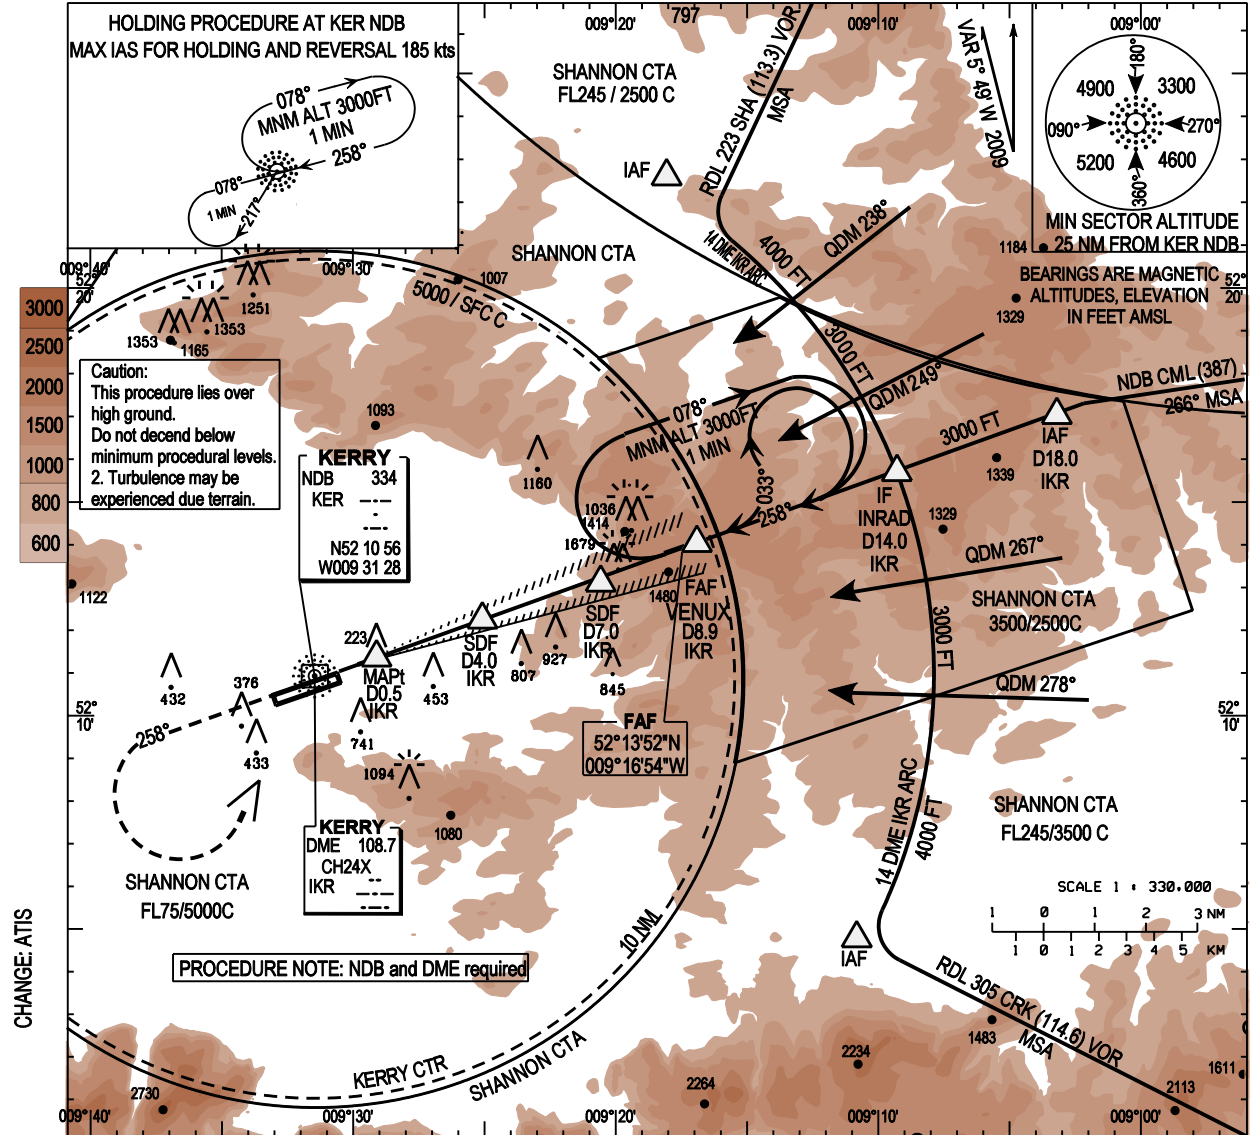 HOLDING PROCEDURE AT KER NDB
MAX IAS FOR HOLDING AND REVERSAL 185 kts
078°
MNM ALT 3000FT
1 MIN
258°
078°
1 MIN
217°
009°20'
797
009°10'
009°00'
SHANNON CTA
FL245 / 2500 C
RDL 223 SHA (113.3) VOR
MSA
VAR 5° 49' W 2009
180°
4900
3300
090°
270°
5200
4600
360°
MIN SECTOR ALTITUDE
25 NM FROM KER NDB
1184
BEARINGS ARE MAGNETIC
ALTITUDES, ELEVATION
IN FEET AMSL
1329
IAF
14 DME IKR ARC
4000 FT
QDM 238°
SHANNON CTA
009°40'
009°30'
52°
20'
52°
20'
1007
5000 / SFC C
1251
1353
1353
1165
3000
2500
2000
1500
1000
800
600
Caution:
This procedure lies over
high ground.
Do not decend below
minimum procedural levels.
2. Turbulence may be
experienced due terrain.
1093
3000 FT
QDM 249°
NDB CML (387)
266° MSA
078°
MNM ALT 3000FT
1 MIN
033°
258°
3000 FT
IAF
D18.0
IKR
1339
KERRY
NDB 334
KER
N52 10 56
W009 31 28
1160
1036
1414
1679
IF
INRAD
D14.0
IKR
1329
QDM 267°
1122
1480
FAF
VENUX
D8.9
IKR
SDF
D7.0
IKR
SHANNON CTA
3500/2500C
3000 FT
223
SDF
D4.0
IKR
807
927
845
MAPt
D0.5
IKR
453
432
376
QDM 278°
52°
10'
52°
10'
258°
433
741
FAF
52°13'52"N
009°16'54"W
1094
1080
14 DME IKR ARC
4000 FT
SHANNON CTA
FL245/3500 C
KERRY
DME 108.7
CH24X
IKR
SHANNON CTA
FL75/5000C
SCALE 1 : 330,000
1 0 1 2 3 NM
1 0 1 2 3 4 5 KM
CHANGE: ATIS
10 NM
IAF
PROCEDURE NOTE: NDB and DME required
RDL 305 CRK (114.6) VOR
MSA
1483
KERRY CTR
SHANNON CTA
2234
2264
2730
1611
2113
009°40'
009°30'
009°20'
009°10'
009°00'